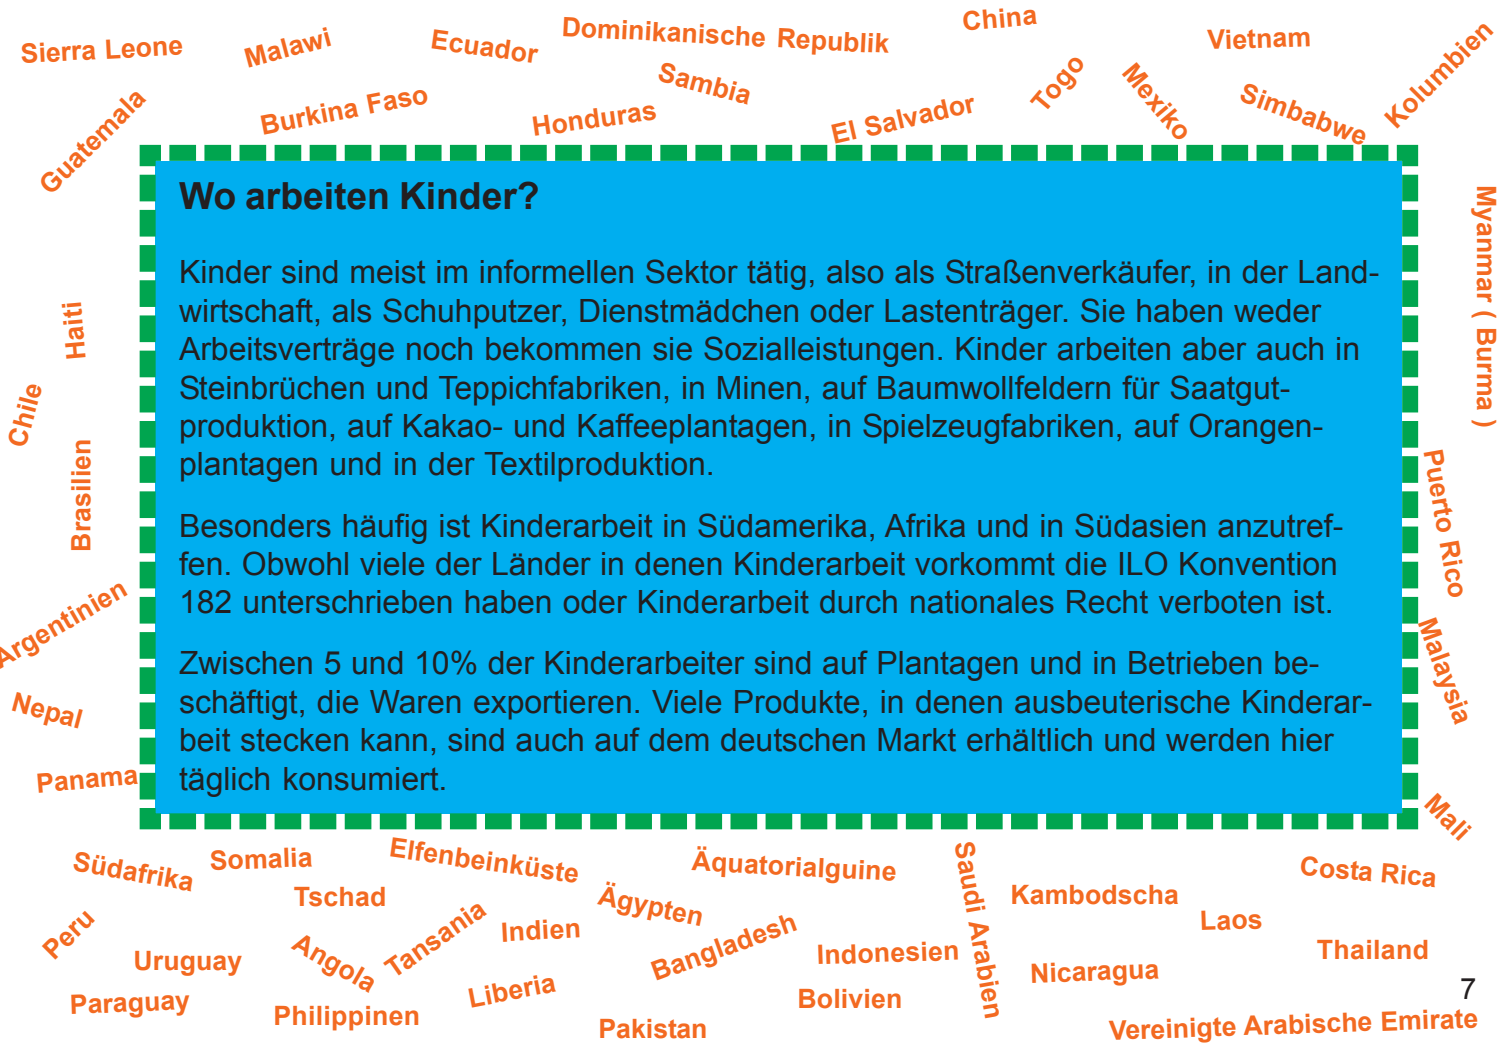 Sierra Leone
Malawi
Ecuador
Dominikanische Republik
China
Vietnam
Kolumbien
Guatemala
Burkina Faso
Honduras
Sambia
El Salvador
Togo
Mexiko
Simbabwe
Wo arbeiten Kinder?
Kinder sind meist im informellen Sektor tätig, also als Straßenverkäufer, in der Land-
wirtschaft, als Schuhputzer, Dienstmädchen oder Lastenträger. Sie haben weder
Arbeitsverträge noch bekommen sie Sozialleistungen. Kinder arbeiten aber auch in
Steinbrüchen und Teppichfabriken, in Minen, auf Baumwollfeldern für Saatgut-
produktion, auf Kakao- und Kaffeeplantagen, in Spielzeugfabriken, auf Orangen-
plantagen und in der Textilproduktion.
Besonders häufig ist Kinderarbeit in Südamerika, Afrika und in Südasien anzutref-
fen. Obwohl viele der Länder in denen Kinderarbeit vorkommt die ILO Konvention
182 unterschrieben haben oder Kinderarbeit durch nationales Recht verboten ist.
Zwischen 5 und 10% der Kinderarbeiter sind auf Plantagen und in Betrieben be-
schäftigt, die Waren exportieren. Viele Produkte, in denen ausbeuterische Kinderar-
beit stecken kann, sind auch auf dem deutschen Markt erhältlich und werden hier
täglich konsumiert.
Haiti
Chile
Brasilien
Argentinien
Nepal
Panama
Myanmar ( Burma )
Puerto Rico
Malaysia
Mali
Südafrika
Somalia
Elfenbeinküste
Äquatorialguine
Saudi Arabien
Costa Rica
Tschad
Ägypten
Kambodscha
Peru
Uruguay
Angola
Tansania
Indien
Bangladesh
Indonesien
Laos
Thailand
Paraguay
Philippinen
Liberia
Pakistan
Bolivien
Nicaragua
Vereinigte Arabische Emirate
7